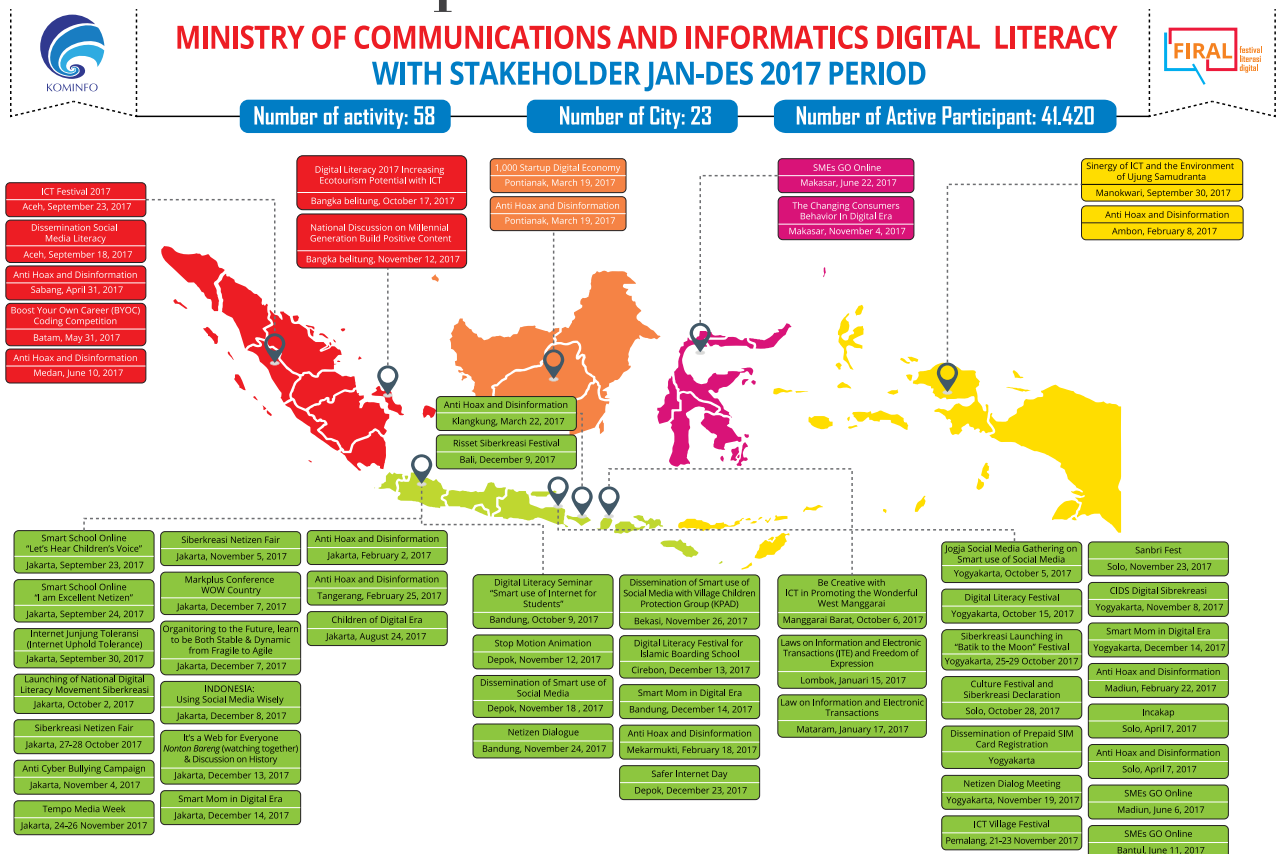 KOMINFO
MINISTRY OF COMMUNICATIONS AND INFORMATICS DIGITAL LITERACY
WITH STAKEHOLDER JAN-DES 2017 PERIOD
FIRAL
festival
literasi
digital
Number of activity: 58
Number of City: 23
Number of Active Participant: 41.420
ICT Festival 2017
Aceh, September 23, 2017
Dissemination Social
Media Literacy
Aceh, September 18, 2017
Anti Hoax and Disinformation
Sabang, April 31, 2017
Boost Your Own Career (BYOC)
Coding Competition
Batam, May 31, 2017
Anti Hoax and Disinformation
Medan, June 10, 2017
Digital Literacy 2017 Increasing
Ecotourism Potential with ICT
Bangka belitung, October 17, 2017
National Discussion on Millennial
Generation Build Positive Content
Bangka belitung, November 12, 2017
1,000 Startup Digital Economy
Pontianak, March 19, 2017
Anti Hoax and Disinformation
Pontianak, March 19, 2017
SMEs GO Online
Makasar, June 22, 2017
The Changing Consumers
Behavior In Digital Era
Makasar, November 4, 2017
Sinergy of ICT and the Environment
of Ujung Samudranta
Manokwari, September 30, 2017
Anti Hoax and Disinformation
Ambon, February 8, 2017
Anti Hoax and Disinformation
Klangkung, March 22, 2017
Risset Siberkreasi Festival
Bali, December 9, 2017
Smart School Online
"Let's Hear Children's Voice"
Jakarta, September 23, 2017
Smart School Online
"I am Excellent Netizen"
Jakarta, September 24, 2017
Internet Junjung Toleransi
(Internet Uphold Tolerance)
Jakarta, September 30, 2017
Launching of National Digital
Literacy Movement Siberkreasi
Jakarta, October 2, 2017
Siberkreasi Netizen Fair
Jakarta, 27-28 October 2017
Anti Cyber Bullying Campaign
Jakarta, November 4, 2017
Tempo Media Week
Jakarta, 24-26 November 2017
Siberkreasi Netizen Fair
Jakarta, November 5, 2017
Markplus Conference
WOW Country
Jakarta, December 7, 2017
Organitoring to the Future, learn
to be Both Stable & Dynamic
from Fragile to Agile
Jakarta, December 7, 2017
INDONESIA:
Using Social Media Wisely
Jakarta, December 8, 2017
It's a Web for Everyone
Nonton Bareng (watching together)
& Discussion on History
Jakarta, December 13, 2017
Smart Mom in Digital Era
Jakarta, December 14, 2017
Anti Hoax and Disinformation
Jakarta, February 2, 2017
Anti Hoax and Disinformation
Tangerang, February 25, 2017
Children of Digital Era
Jakarta, August 24, 2017
Digital Literacy Seminar
"Smart use of Internet for
Students"
Bandung, October 9, 2017
Stop Motion Animation
Depok, November 12, 2017
Dissemination of Smart use of
Social Media
Depok, November 18 , 2017
Netizen Dialogue
Bandung, November 24, 2017
Dissemination of Smart use of
Social Media with Village Children
Protection Group (KPAD)
Bekasi, November 26, 2017
Digital Literacy Festival for
Islamic Boarding School
Cirebon, December 13, 2017
Smart Mom in Digital Era
Bandung, December 14, 2017
Anti Hoax and Disinformation
Mekarmukti, February 18, 2017
Safer Internet Day
Depok, December 23, 2017
Be Creative with
ICT in Promoting the Wonderful
West Manggarai
Manggarai Barat, October 6, 2017
Laws on Information and Electronic
Transactions (ITE) and Freedom of
Expression
Lombok, Januari 15, 2017
Law on Information and Electronic
Transactions
Mataram, January 17, 2017
Jogja Social Media Gathering on
Smart use of Social Media
Yogyakarta, October 5, 2017
Digital Literacy Festival
Yogyakarta, October 15, 2017
Siberkreasi Launching in
"Batik to the Moon" Festival
Yogyakarta, 25-29 October 2017
Culture Festival and
Siberkreasi Declaration
Solo, October 28, 2017
Dissemination of Prepaid SIM
Card Registration
Yogyakarta
Netizen Dialog Meeting
Yogyakarta, November 19, 2017
ICT Village Festival
Pemalang, 21-23 November 2017
Sanbri Fest
Solo, November 23, 2017
CIDS Digital Sibrekreasi
Yogyakarta, November 8, 2017
Smart Mom in Digital Era
Yogyakarta, December 14, 2017
Anti Hoax and Disinformation
Madiun, February 22, 2017
Incakap
Solo, April 7, 2017
Anti Hoax and Disinformation
Solo, April 7, 2017
SMEs GO Online
Madiun, June 6, 2017
SMEs GO Online
Bantul, June 11, 2017